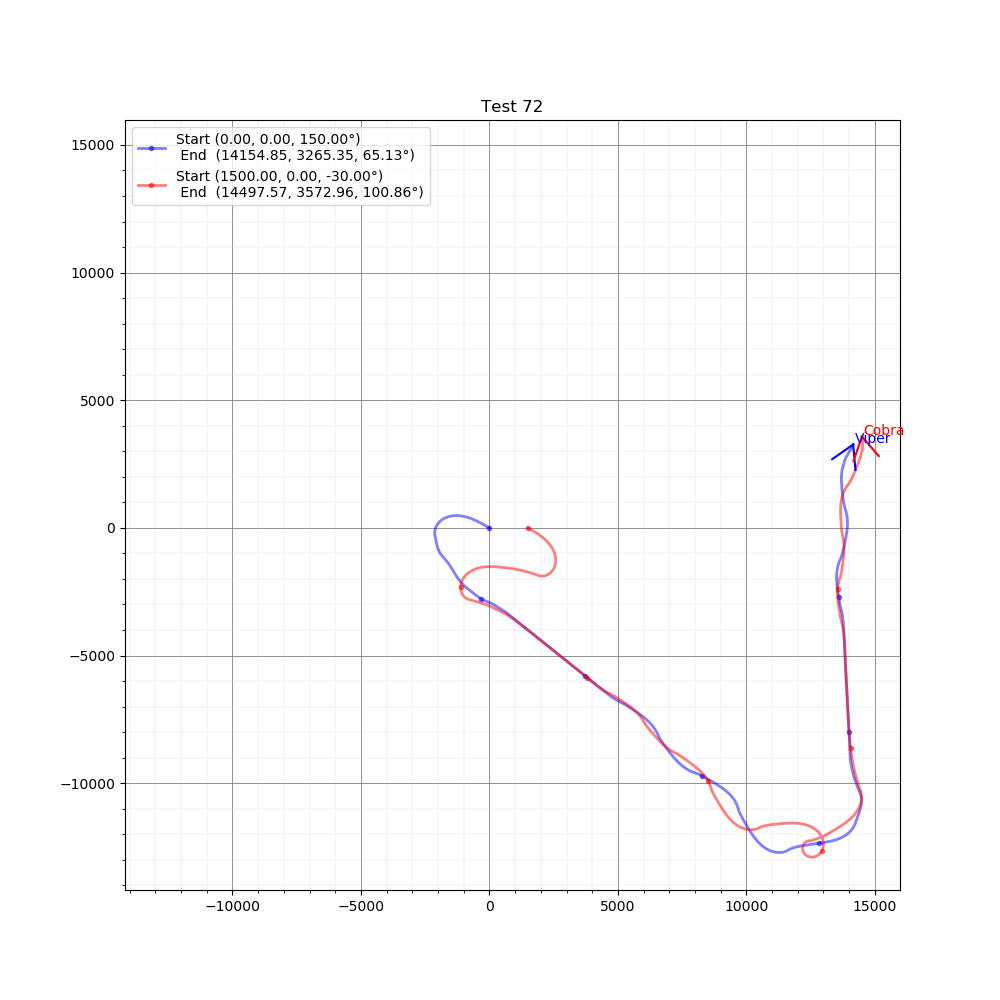 Test 72
Start (0.00, 0.00, 150.00°)
End  (14154.85, 3265.35, 65.13°)
Start (1500.00, 0.00, -30.00°)
End  (14497.57, 3572.96, 100.86°)
15000
10000
5000
0
−5000
−10000
Cobra
Viper
−10000
−5000
0
5000
10000
15000